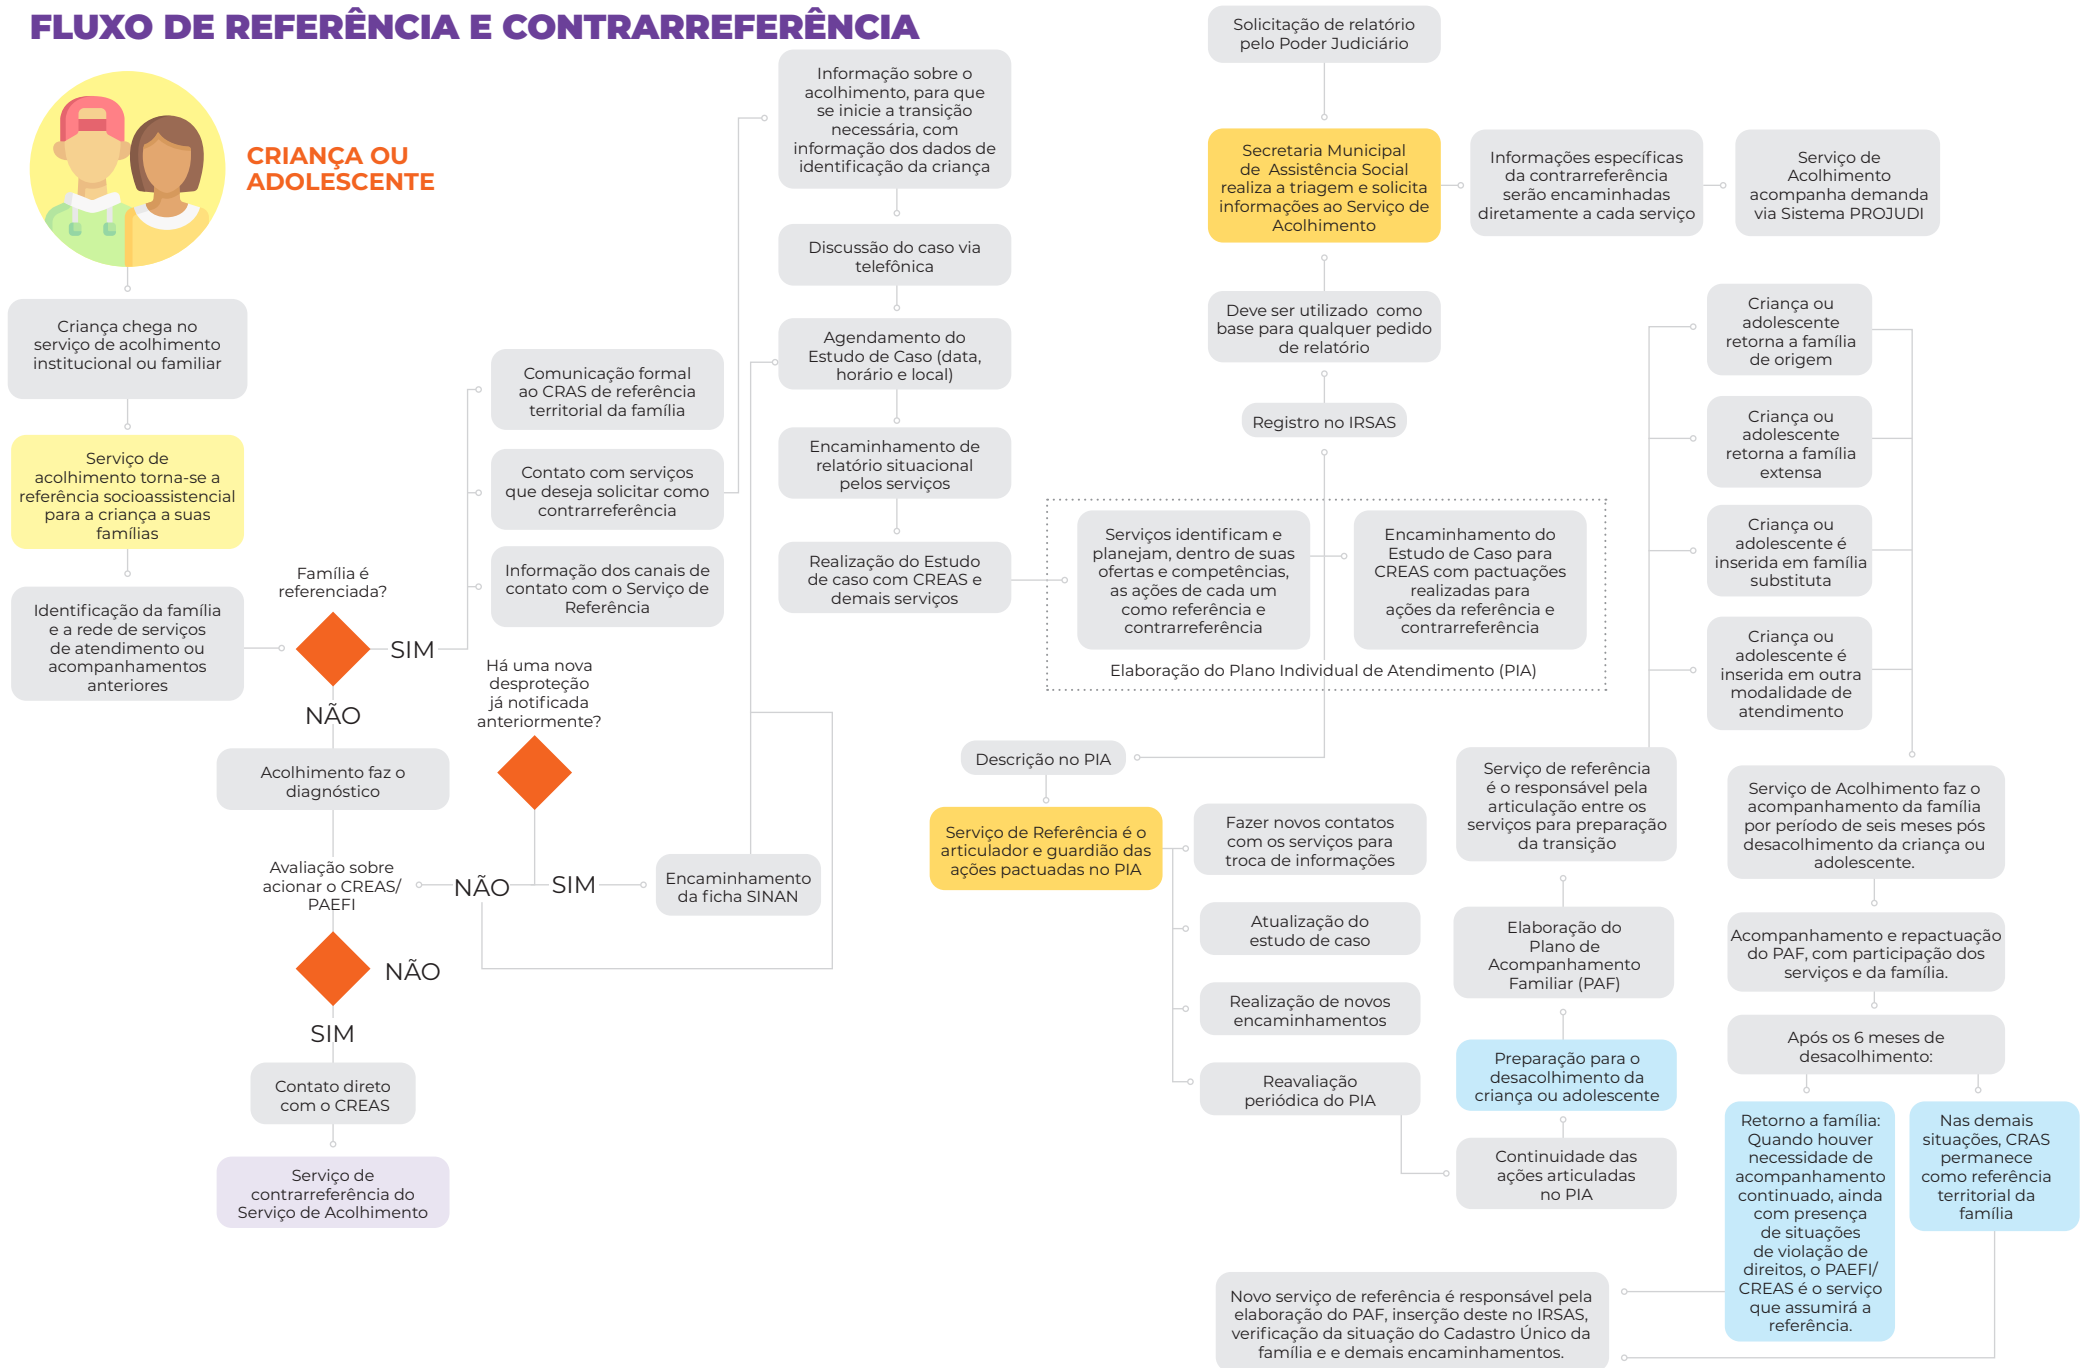 FLUXO DE REFERÊNCIA E CONTRARREFERÊNCIA
CRIANÇA OU
ADOLESCENTE
Criança chega no
serviço de acolhimento
institucional ou familiar
Serviço de
acolhimento torna-se a
referência socioassistencial
para a criança a suas
famílias
Identificação da família
e a rede de serviços
de atendimento ou
acompanhamentos
anteriores
Família é
referenciada?
SIM
NÃO
Acolhimento faz o
diagnóstico
Avaliação sobre
acionar o CREAS/
PAEFI
NÃO
SIM
Contato direto
com o CREAS
Serviço de
contrarreferência do
Serviço de Acolhimento
Comunicação formal
ao CRAS de referência
territorial da família
Contato com serviços
que deseja solicitar como
contrarreferência
Informação dos canais de
contato com o Serviço de
Referência
Há uma nova
desproteção
já notificada
anteriormente?
NÃO
SIM
Encaminhamento
da ficha SINAN
Informação sobre o
acolhimento, para que
se inicie a transição
necessária, com
informação dos dados de
identificação da criança
Discussão do caso via
telefônica
Agendamento do
Estudo de Caso (data,
horário e local)
Encaminhamento de
relatório situacional
pelos serviços
Realização do Estudo
de caso com CREAS e
demais serviços
Solicitação de relatório
pelo Poder Judiciário
Secretaria Municipal
de Assistência Social
realiza a triagem e solicita
informações ao Serviço de
Acolhimento
Informações específicas
da contrarreferência
serão encaminhadas
diretamente a cada serviço
Serviço de
Acolhimento
acompanha demanda
via Sistema PROJUDI
Deve ser utilizado como
base para qualquer pedido
de relatório
Registro no IRSAS
Serviços identificam e
planejam, dentro de suas
ofertas e competências,
as ações de cada um
como referência e
contrarreferência
Encaminhamento do
Estudo de Caso para
CREAS com pactuações
realizadas para
ações da referência e
contrarreferência
Elaboração do Plano Individual de Atendimento (PIA)
Descrição no PIA
Serviço de Referência é o
articulador e guardião das
ações pactuadas no PIA
Fazer novos contatos
com os serviços para
troca de informações
Atualização do
estudo de caso
Realização de novos
encaminhamentos
Reavaliação
periódica do PIA
Serviço de referência
é o responsável pela
articulação entre os
serviços para preparação
da transição
Elaboração do
Plano de
Acompanhamento
Familiar (PAF)
Preparação para o
desacolhimento da
criança ou adolescente
Continuidade das
ações articuladas
no PIA
Criança ou
adolescente
retorna a família
de origem
Criança ou
adolescente
retorna a família
extensa
Criança ou
adolescente é
inserida em família
substituta
Criança ou
adolescente é
inserida em outra
modalidade de
atendimento
Serviço de Acolhimento faz o
acompanhamento da família
por período de seis meses pós
desacolhimento da criança ou
adolescente.
Acompanhamento e repactuação
do PAF, com participação dos
serviços e da família.
Após os 6 meses de
desacolhimento:
Retorno a família:
Quando houver
necessidade de
acompanhamento
continuado, ainda
com presença
de situações
de violação de
direitos, o PAEFI/
CREAS é o serviço
que assumirá a
referência.
Nas demais
situações, CRAS
permanece
como referência
territorial da
família
Novo serviço de referência é responsável pela
elaboração do PAF, inserção deste no IRSAS,
verificação da situação do Cadastro Único da
família e e demais encaminhamentos.